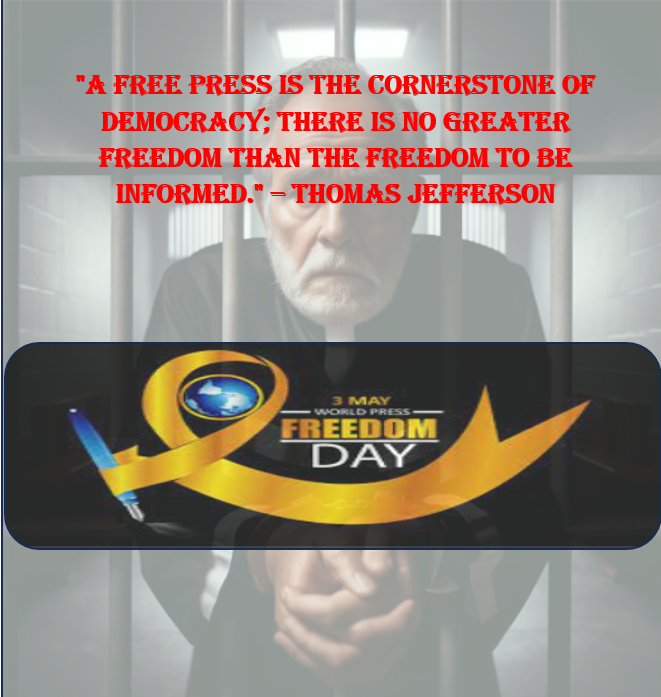 "A FREE PRESS IS THE CORNERSTONE OF
DEMOCRACY; THERE IS NO GREATER
FREEDOM THAN THE FREEDOM TO BE
INFORMED." – THOMAS JEFFERSON
3 MAY
WORLD PRESS
FREEDOM
DAY